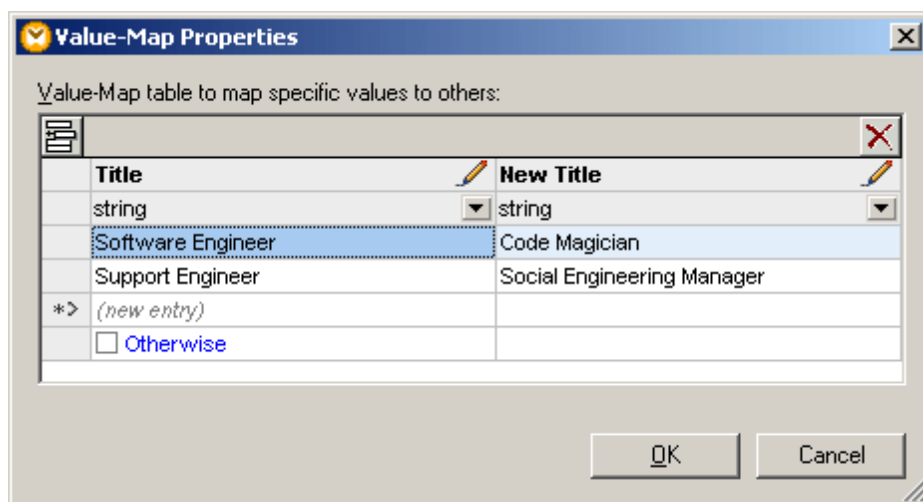 Value-Map Properties
Value-Map table to map specific values to others:
Title New Title
string string
Software Engineer Code Magician
Support Engineer Social Engineering Manager
*> (new entry)
Otherwise
OK Cancel